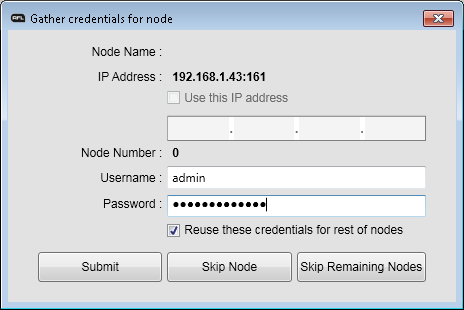 AFL Gather credentials for node
Node Name :
IP Address : 192.168.1.43:161
Use this IP address
. . .
Node Number : 0
Username : admin
Password : ●●●●●●●●●●●●●
Reuse these credentials for rest of nodes
Submit Skip Node Skip Remaining Nodes